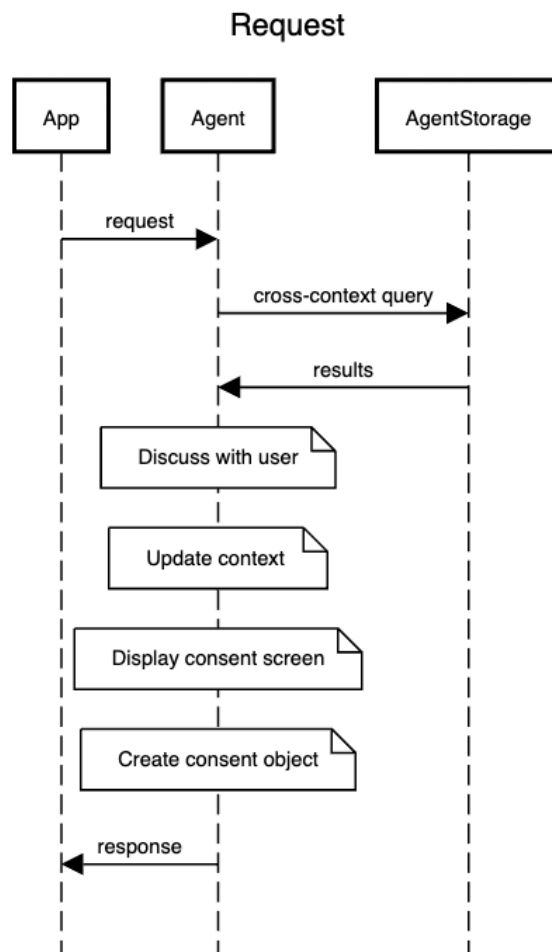 Request
App
Agent
AgentStorage
request
cross-context query
results
Discuss with user
Update context
Display consent screen
Create consent object
response